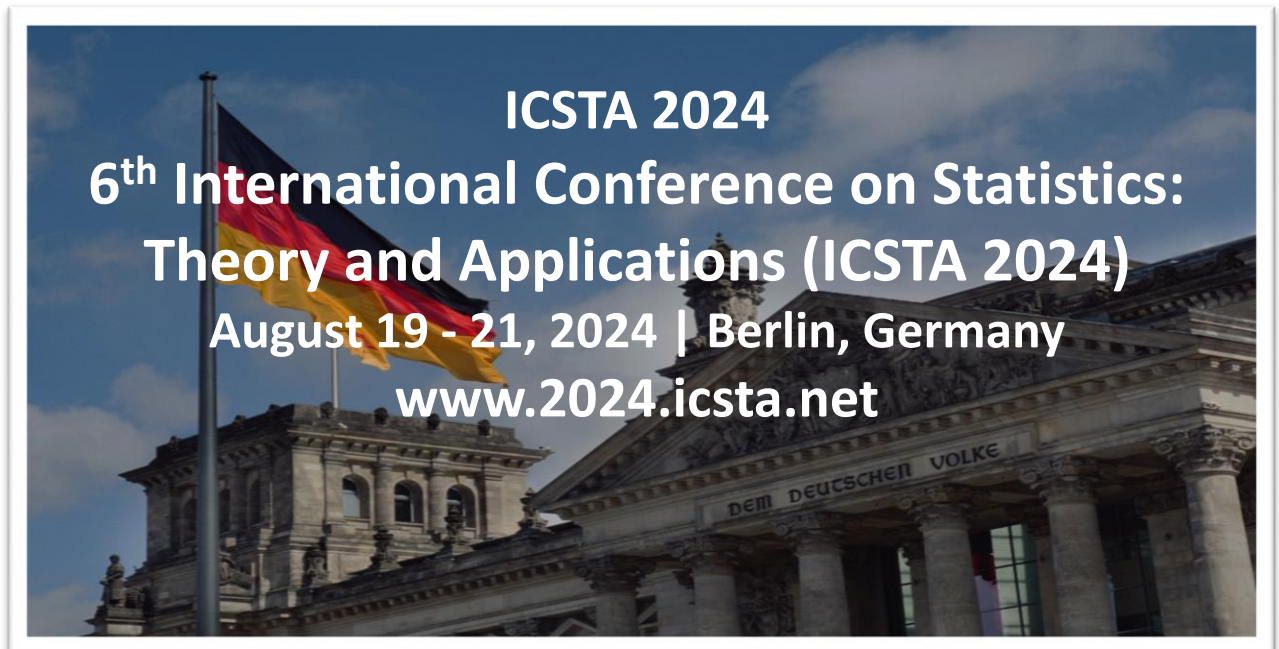 ICSTA 2024
6th International Conference on Statistics:
Theory and Applications (ICSTA 2024)
August 19 - 21, 2024 | Berlin, Germany
www.2024.icsta.net
DEM DEUTSCHEN VOLKE